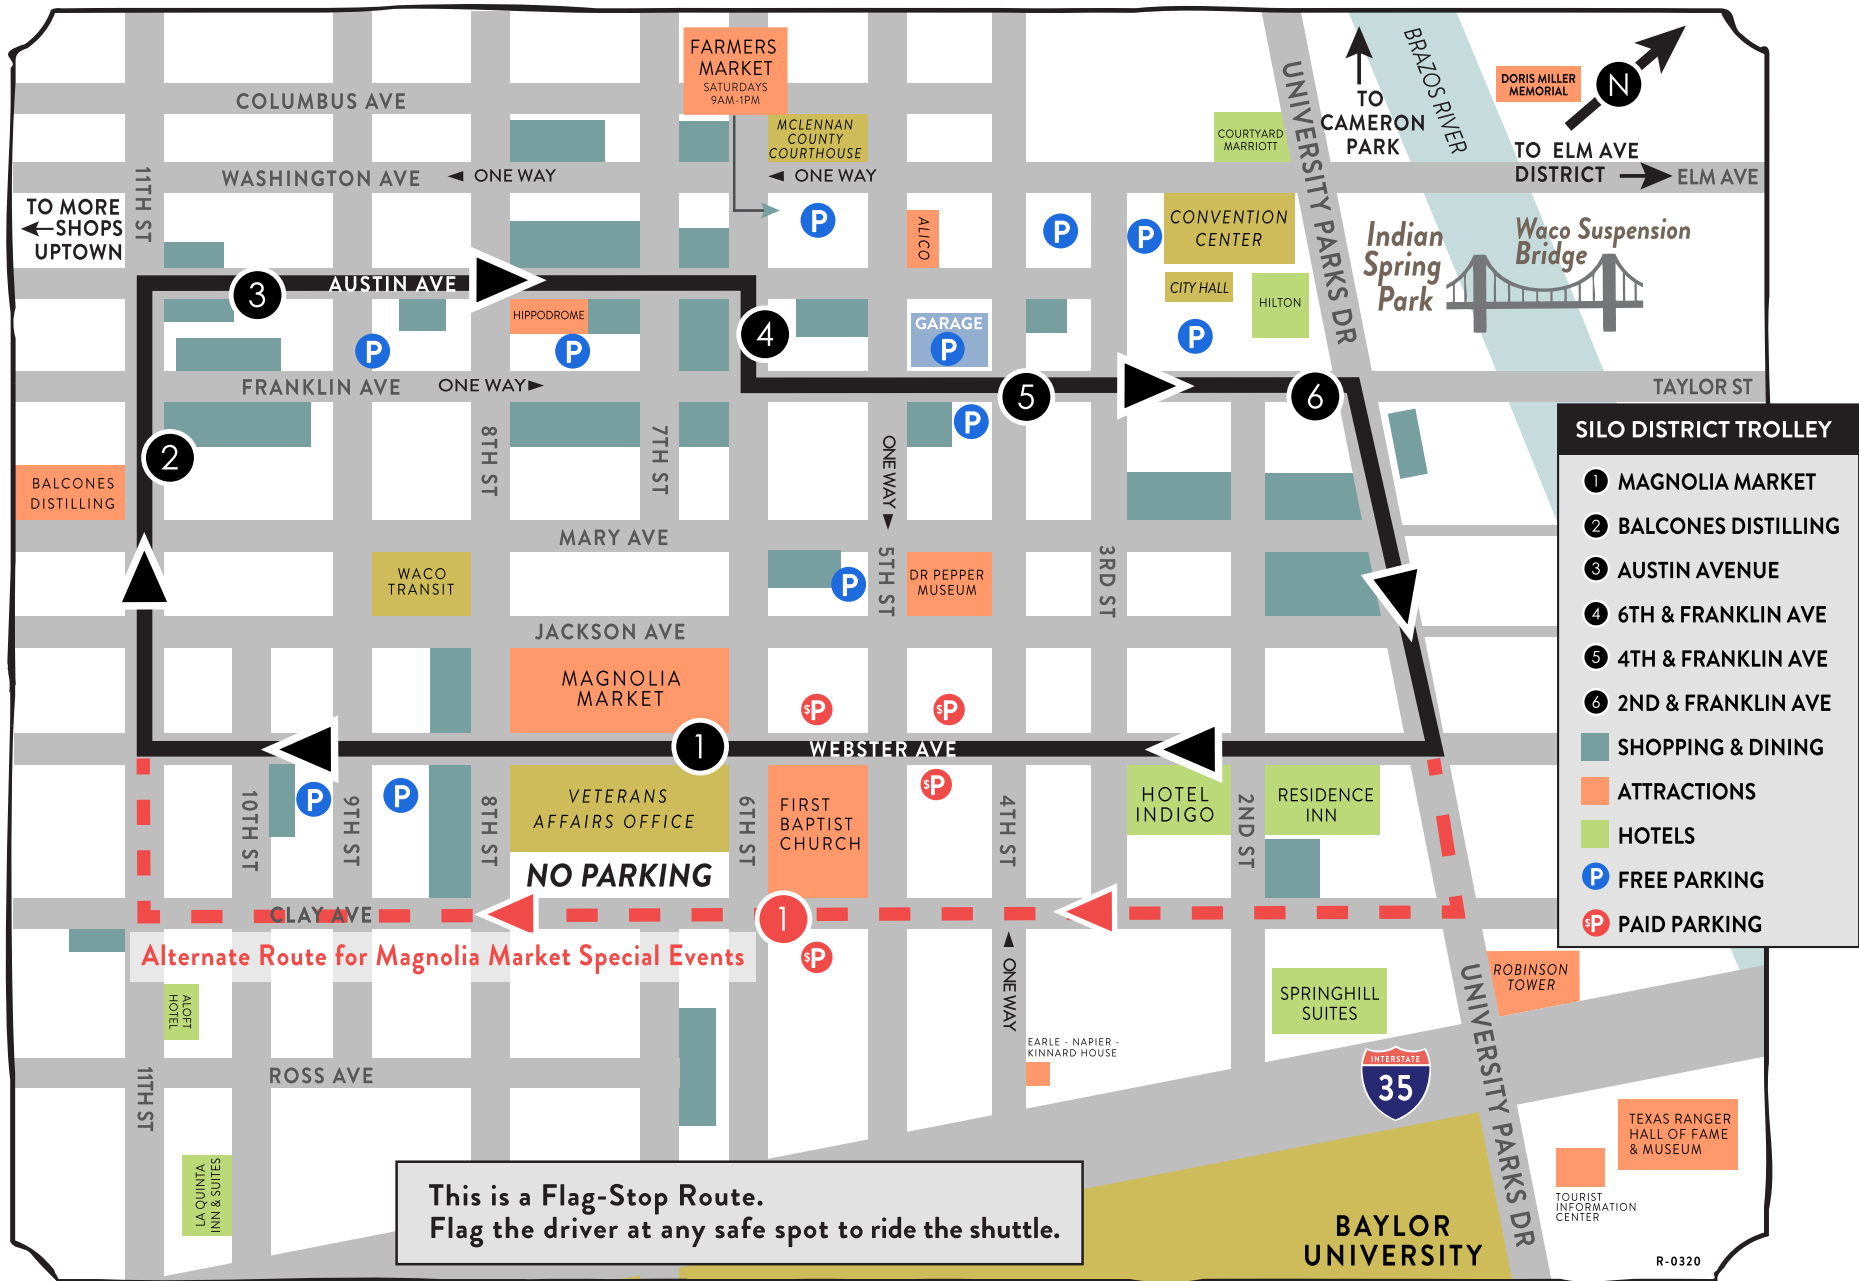 FARMERS
MARKET
SATURDAYS
9AM-1PM
COLUMBUS AVE
MCLENNAN
COUNTY
COURTHOUSE
COURTYARD
MARRIOTT
UNIVERSITY PARKS DR
TO
CAMERON
PARK
BRAZOS RIVER
DORIS MILLER
MEMORIAL
N
TO ELM AVE
DISTRICT
ELM AVE
11TH ST
WASHINGTON AVE
ONE WAY
ONE WAY
TO MORE
SHOPS
UPTOWN
P
ALICO
P
P
CONVENTION
CENTER
CITY HALL
HILTON
Indian
Spring
Park
Waco Suspension
Bridge
3
AUSTIN AVE
HIPPODROME
4
GARAGE
P
P
P
P
FRANKLIN AVE
ONE WAY
5
6
TAYLOR ST
2
8TH ST
7TH ST
ONE WAY
P
BALCONES
DISTILLING
MARY AVE
WACO
TRANSIT
P
5TH ST
DR PEPPER
MUSEUM
3RD ST
JACKSON AVE
MAGNOLIA
MARKET
$P
$P
1
WEBSTER AVE
10TH ST
P
9TH ST
P
8TH ST
VETERANS
AFFAIRS OFFICE
NO PARKING
6TH ST
FIRST
BAPTIST
CHURCH
$P
4TH ST
HOTEL
INDIGO
2ND ST
RESIDENCE
INN
CLAY AVE
1
Alternate Route for Magnolia Market Special Events
$P
ONE WAY
ALOFT
HOTEL
SPRINGHILL
SUITES
UNIVERSITY PARKS DR
ROBINSON
TOWER
EARLE - NAPIER -
KINNARD HOUSE
11TH ST
ROSS AVE
INTERSTATE
35
TEXAS RANGER
HALL OF FAME
& MUSEUM
TOURIST
INFORMATION
CENTER
LA QUINTA
INN & SUITES
This is a Flag-Stop Route.
Flag the driver at any safe spot to ride the shuttle.
BAYLOR
UNIVERSITY
R-0320
SILO DISTRICT TROLLEY
1 MAGNOLIA MARKET
2 BALCONES DISTILLING
3 AUSTIN AVENUE
4 6TH & FRANKLIN AVE
5 4TH & FRANKLIN AVE
6 2ND & FRANKLIN AVE
SHOPPING & DINING
ATTRACTIONS
HOTELS
P FREE PARKING
$P PAID PARKING